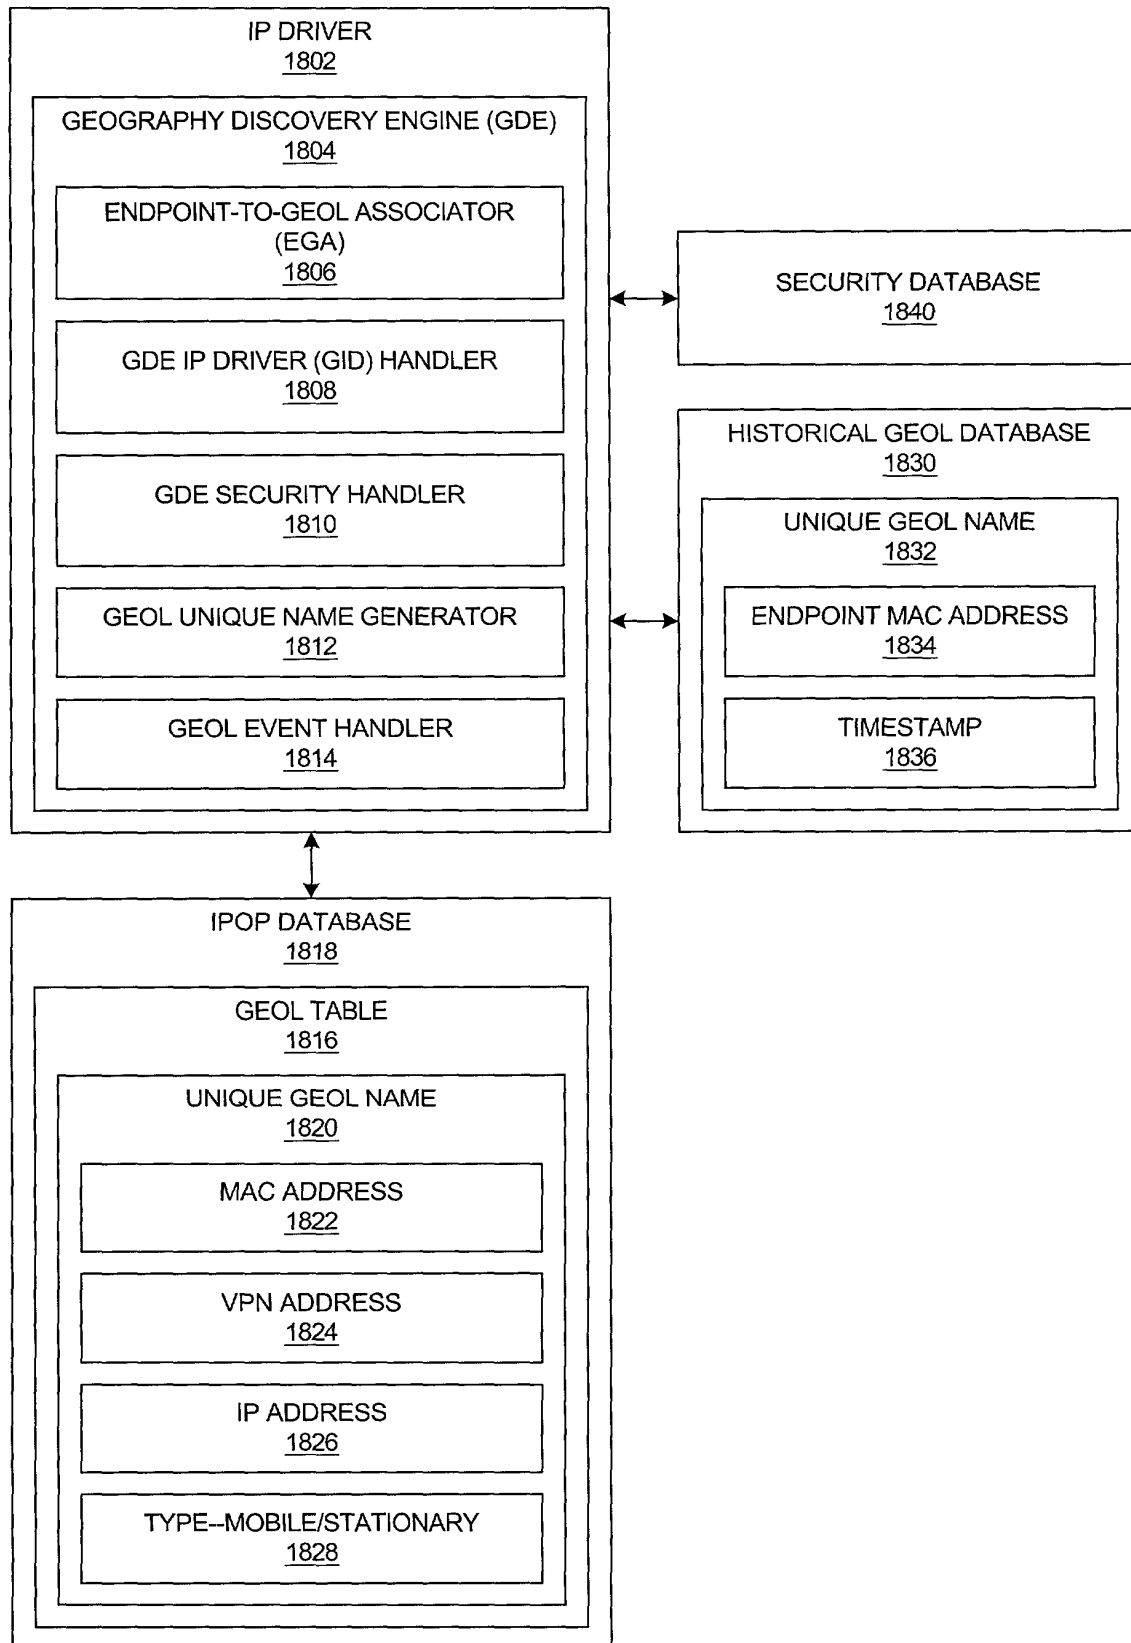 IP DRIVER
1802
GEOGRAPHY DISCOVERY ENGINE (GDE)
1804
ENDPOINT-TO-GEOL ASSOCIATOR
(EGA)
1806
GDE IP DRIVER (GID) HANDLER
1808
GDE SECURITY HANDLER
1810
GEOL UNIQUE NAME GENERATOR
1812
GEOL EVENT HANDLER
1814
SECURITY DATABASE
1840
HISTORICAL GEOL DATABASE
1830
UNIQUE GEOL NAME
1832
ENDPOINT MAC ADDRESS
1834
TIMESTAMP
1836
IPOP DATABASE
1818
GEOL TABLE
1816
UNIQUE GEOL NAME
1820
MAC ADDRESS
1822
VPN ADDRESS
1824
IP ADDRESS
1826
TYPE--MOBILE/STATIONARY
1828